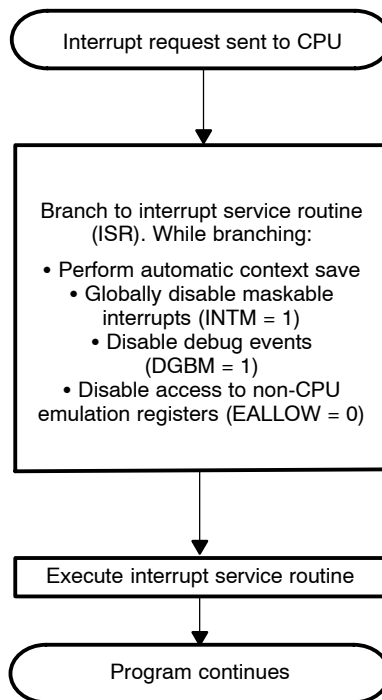 Interrupt request sent to CPU
Branch to interrupt service routine
(ISR). While branching:
• Perform automatic context save
• Globally disable maskable
interrupts (INTM = 1)
• Disable debug events
(DGBM = 1)
• Disable access to non-CPU
emulation registers (EALLOW = 0)
Execute interrupt service routine
Program continues